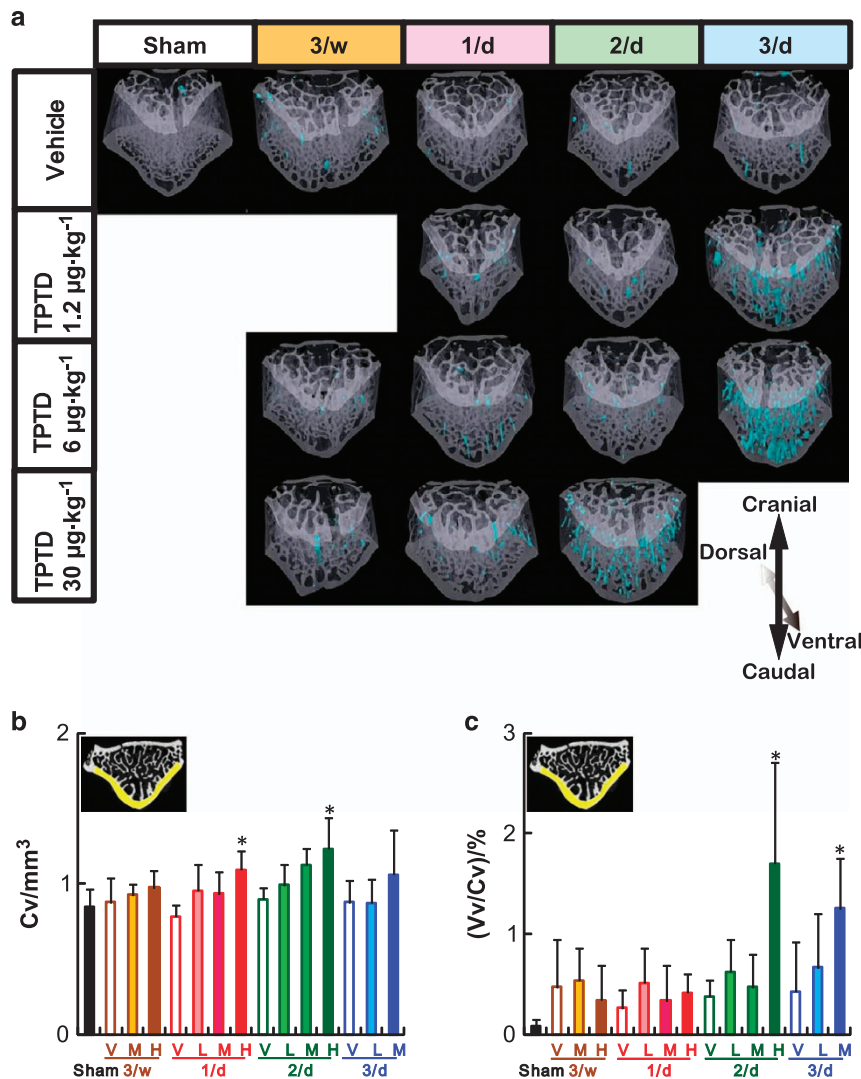 a
Sham 3/w 1/d 2/d 3/d
Vehicle
TPTD
1.2 µg·kg⁻¹
TPTD
6 µg·kg⁻¹
TPTD
30 µg·kg⁻¹
Cranial
Dorsal
Ventral
Caudal
b
2
1
0
Cv/mm³
* *
V M H V L M H V L M H V L M
Sham 3/w 1/d 2/d 3/d
c
3
2
1
0
(Vv/Cv)/%
* *
V M H V L M H V L M H V L M
Sham 3/w 1/d 2/d 3/d